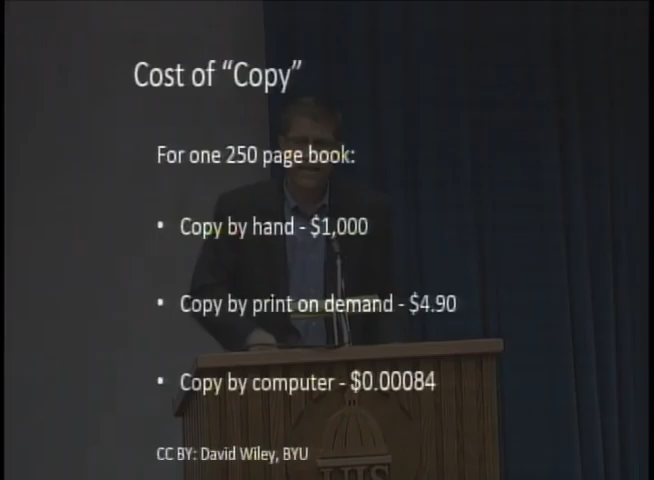 Cost of “Copy”
For one 250 page book:
• Copy by hand - $1,000
• Copy by print on demand - $4.90
• Copy by computer - $0.00084
CC BY: David Wiley, BYU